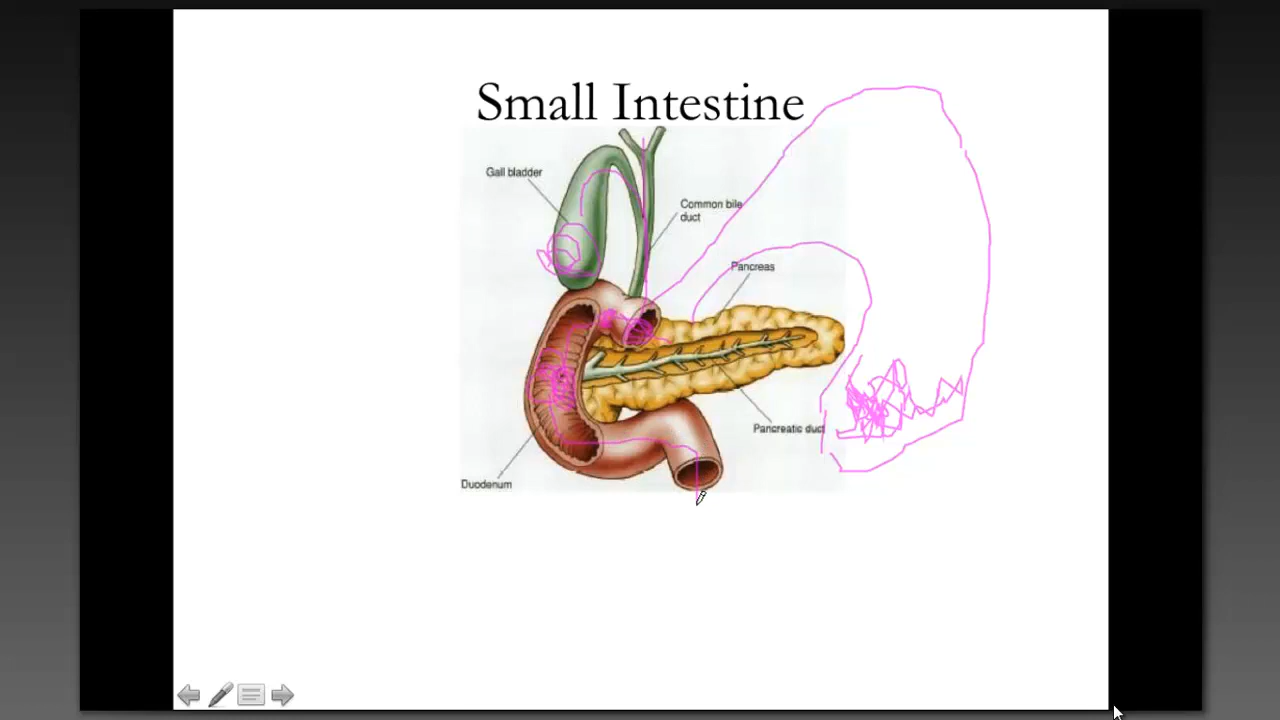 Small Intestine
Gall bladder
Common bile
duct
Pancreas
Pancreatic duct
Duodenum